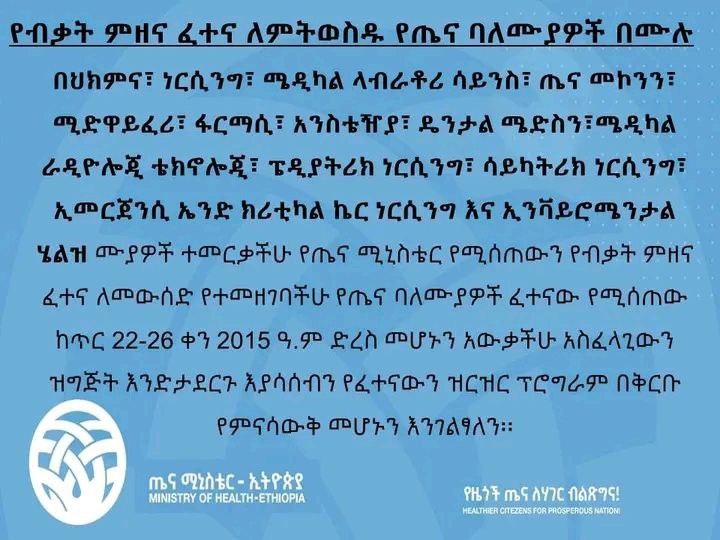 የብቃት ምዘና ፈተና ለምትወስዱ የጤና ባለሙያዎች በሙሉ
በህክምና፣ ነርሲንግ፣ ሜዲካል ላብራቶሪ ሳይንስ፣ ጤና መኮንን፣
ሚድዋይፈሪ፣ ፋርማሲ፣ አንስቴዥያ፣ ዴንታል ሜድስን፣ሜዲካል
ራዲዮሎጂ ቴክኖሎጂ፣ ፔዲያትሪክ ነርሲንግ፣ ሳይካትሪክ ነርሲንግ፣
ኢመርጀንሲ ኤንድ ክሪቲካል ኬር ነርሲንግ እና ኢንቫይሮሜንታል
ሄልዝ ሙያዎች ተመርቃችሁ የጤና ሚኒስቴር የሚሰጠውን የብቃት ምዘና
ፈተና ለመውሰድ የተመዘገባችሁ የጤና ባለሙያዎች ፈተናው የሚሰጠው
ከጥር 22-26 ቀን 2015 ዓ.ም ድረስ መሆኑን አውቃችሁ አስፈላጊውን
ዝግጅት እንድታደርጉ እያሳሰብን የፈተናውን ዝርዝር ፕሮግራም በቅርቡ
የምናሳውቅ መሆኑን እንገልፃለን፡፡
ጤና ሚኒስቴር - ኢትዮጵያ
MINISTRY OF HEALTH-ETHIOPIA
የዜጎች ጤና ለሃገር ብልጽግና!
HEALTHIER CITEZENS FOR PROSPEROUS NATION!